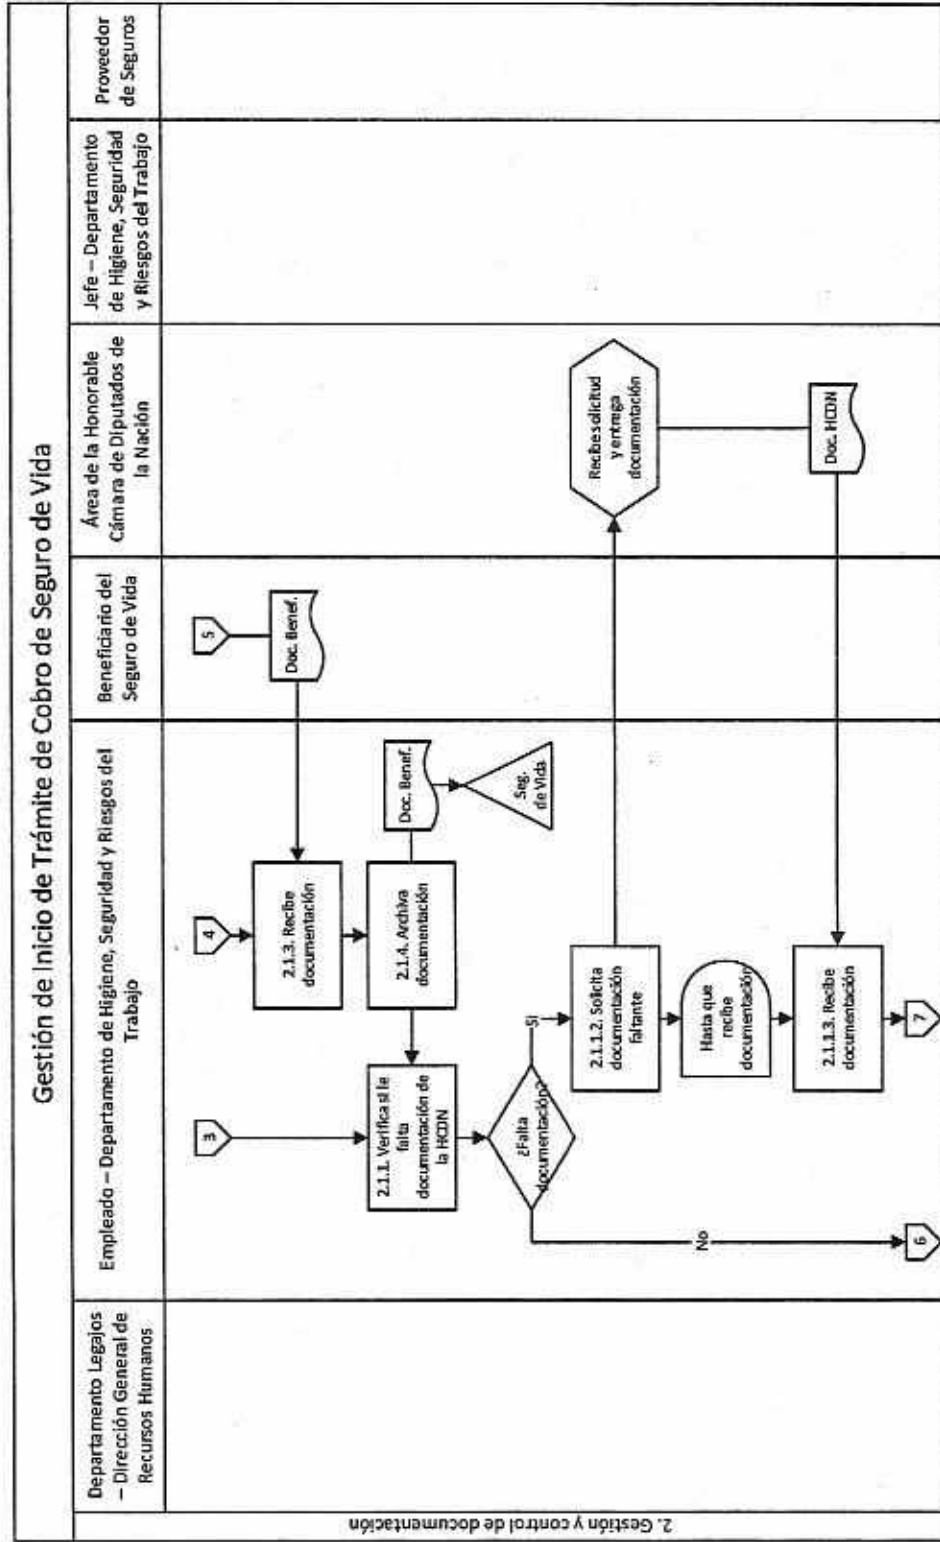 Gestión de Inicio de Trámite de Cobro de Seguro de Vida
Departamento Legajos
– Dirección General de
Recursos Humanos
Empleado – Departamento de Higiene, Seguridad y Riesgos del
Trabajo
Beneficiario del
Seguro de Vida
Área de la Honorable
Cámara de Diputados de
la Nación
Jefe – Departamento
de Higiene, Seguridad
y Riesgos del Trabajo
Proveedor
de Seguros
2. Gestión y control de documentación
3
4
5
2.1.3. Recibe
documentación
Doc. Benef.
2.1.4. Archiva
documentación
Doc. Benef.
Seg.
de Vida
2.1.1. Verifica si le
falta
documentación de
la HCDN
¿Falta
documentación?
Si
No
2.1.1.2. Solicita
documentación
faltante
Recibe solicitud
y entrega
documentación
Hasta que
recibe
documentación
2.1.1.3. Recibe
documentación
Doc. HCDN
6
7